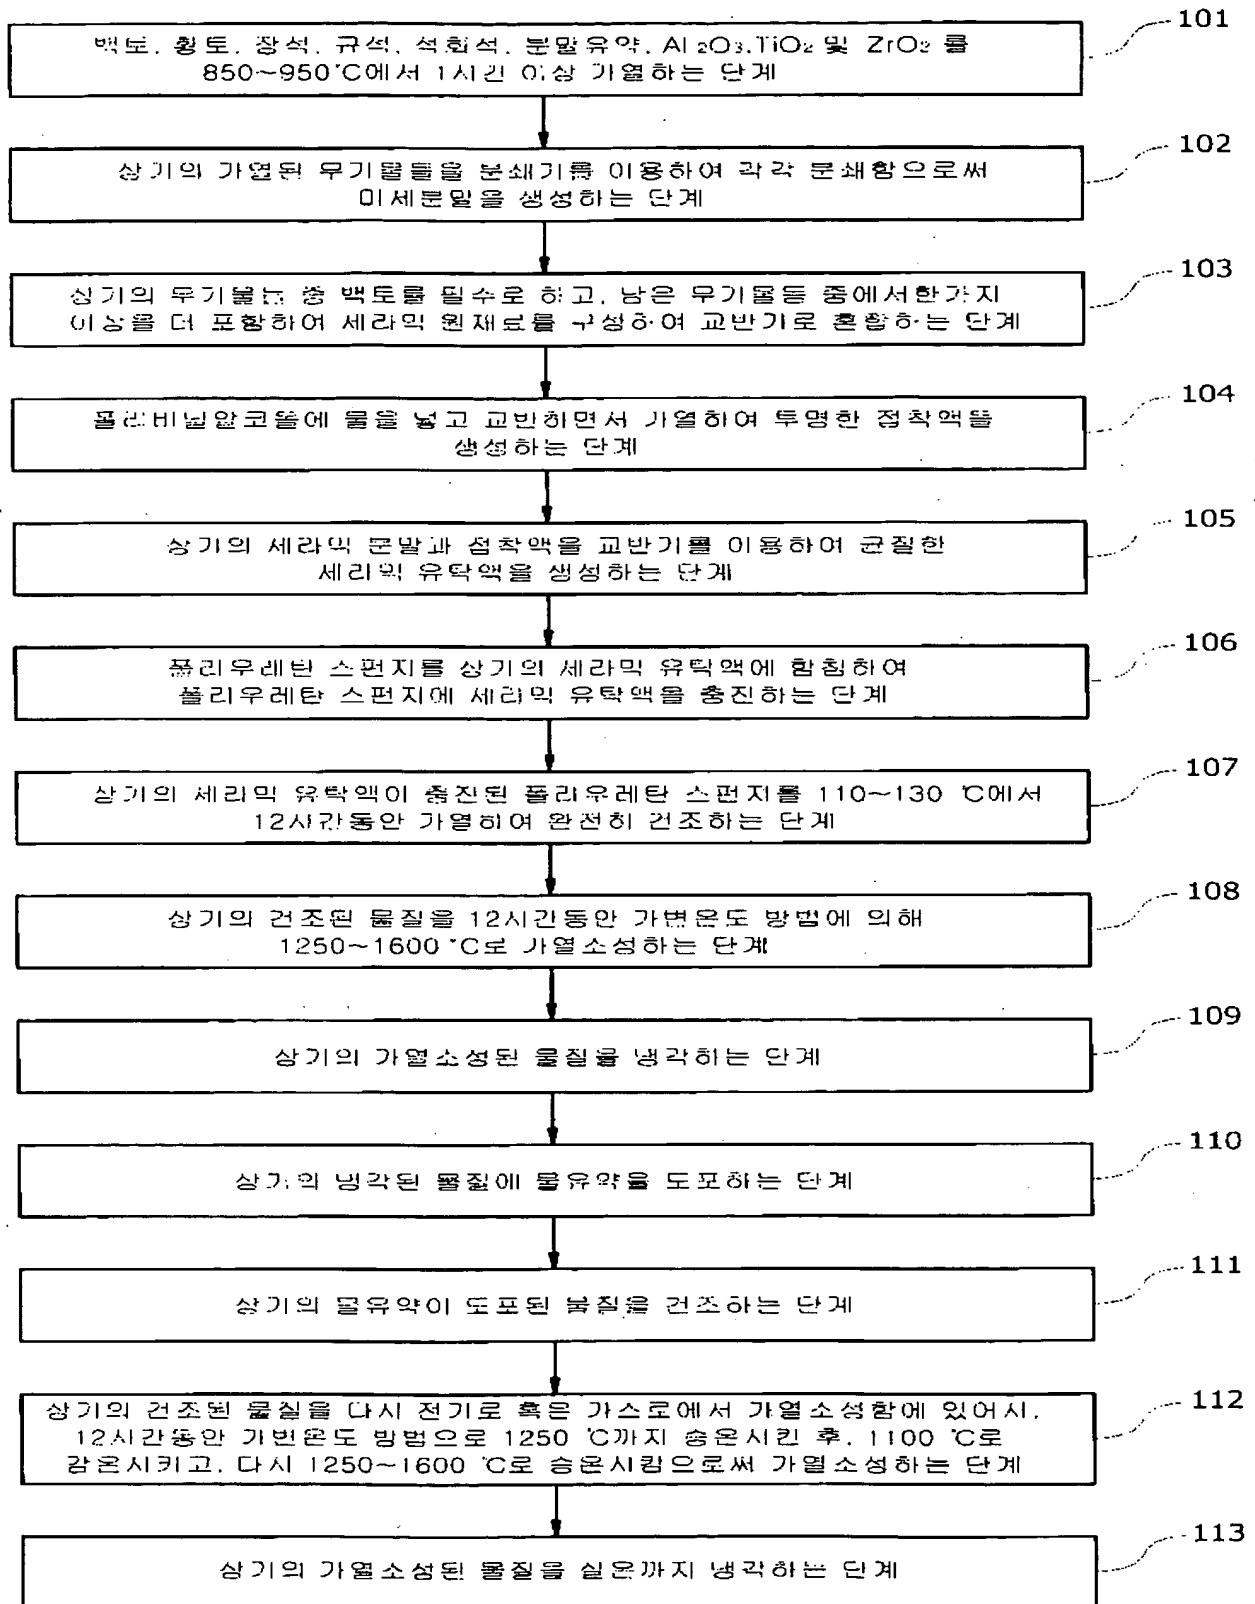 101
백토, 황토, 장석, 규석, 석회석, 분말유약, Al2O3,TiO2 및 ZrO2 를
850~950℃에서 1시간 이상 가열하는 단계
102
상기의 가열된 무기물들을 분쇄기를 이용하여 각각 분쇄함으로써
미세분말을 생성하는 단계
103
상기의 무기물들 중 백토를 필수로 하고, 남은 무기물들 중에서한가지
이상을 더 포함하여 세라믹 원재료를 구성하여 교반기로 혼합하는 단계
104
폴리비닐알코올에 물을 넣고 교반하면서 가열하여 투명한 점착액을
생성하는 단계
105
상기의 세라믹 분말과 점착액을 교반기를 이용하여 균질한
세라믹 유탁액을 생성하는 단계
106
폴리우레탄 스펀지를 상기의 세라믹 유탁액에 함침하여
폴리우레탄 스펀지에 세라믹 유탁액을 충진하는 단계
107
상기의 세라믹 유탁액이 충진된 폴리우레탄 스펀지를 110~130 ℃에서
12시간동안 가열하여 완전히 건조하는 단계
108
상기의 건조된 물질을 12시간동안 가변온도 방법에 의해
1250~1600 ℃로 가열소성하는 단계
109
상기의 가열소성된 물질을 냉각하는 단계
110
상기의 냉각된 물질에 물유약을 도포하는 단계
111
상기의 물유약이 도포된 물질을 건조하는 단계
112
상기의 건조된 물질을 다시 전기로 혹은 가스로에서 가열소성함에 있어서,
12시간동안 가변온도 방법으로 1250 ℃까지 승온시킨 후, 1100 ℃로
감온시키고, 다시 1250~1600 ℃로 승온시킴으로써 가열소성하는 단계
113
상기의 가열소성된 물질을 실온까지 냉각하는 단계